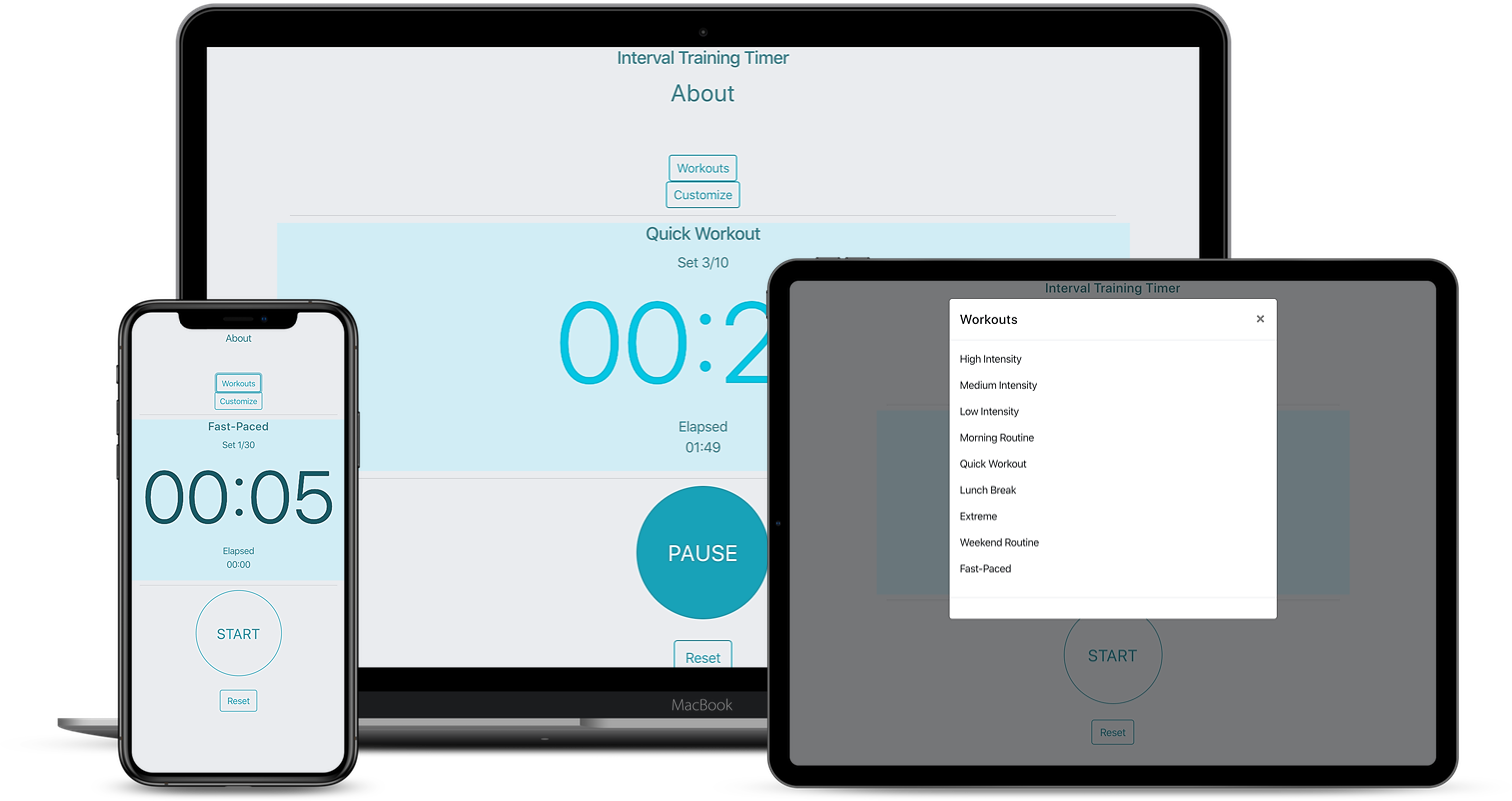 Interval Training Timer
About
Workouts
Customize
Quick Workout
Set 3/10
00:2
Elapsed
01:49
PAUSE
Reset
MacBook
About
Workouts
Customize
Fast-Paced
Set 1/30
00:05
Elapsed
00:00
START
Reset
Interval Training Timer
Workouts ×
High Intensity
Medium Intensity
Low Intensity
Morning Routine
Quick Workout
Lunch Break
Extreme
Weekend Routine
Fast-Paced
START
Reset